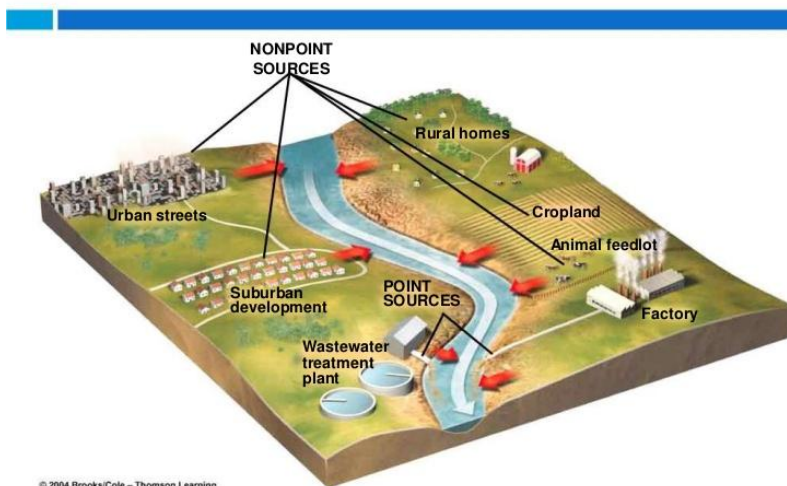 NONPOINT
SOURCES
Rural homes
Urban streets
Cropland
Animal feedlot
Suburban
development
POINT
SOURCES
Factory
Wastewater
treatment
plant
© 2004 Brooks/Cole – Thomson Learning